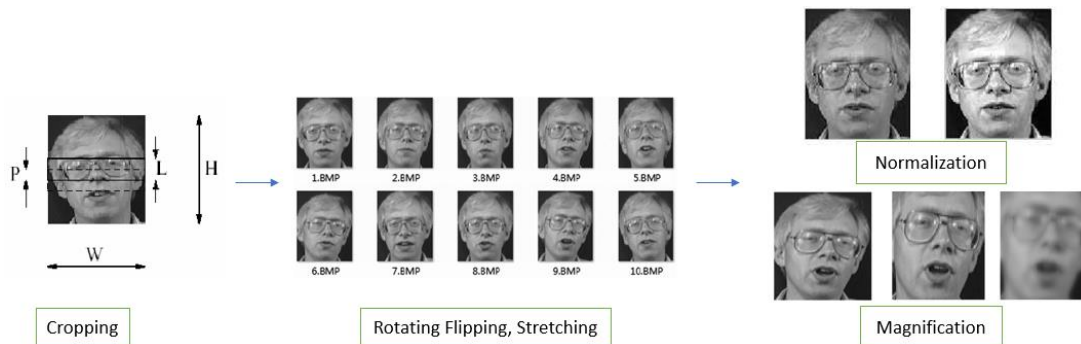 P
L
H
W
Cropping
1.BMP 2.BMP 3.BMP 4.BMP 5.BMP
6.BMP 7.BMP 8.BMP 9.BMP 10.BMP
Rotating Flipping, Stretching
Normalization
Magnification